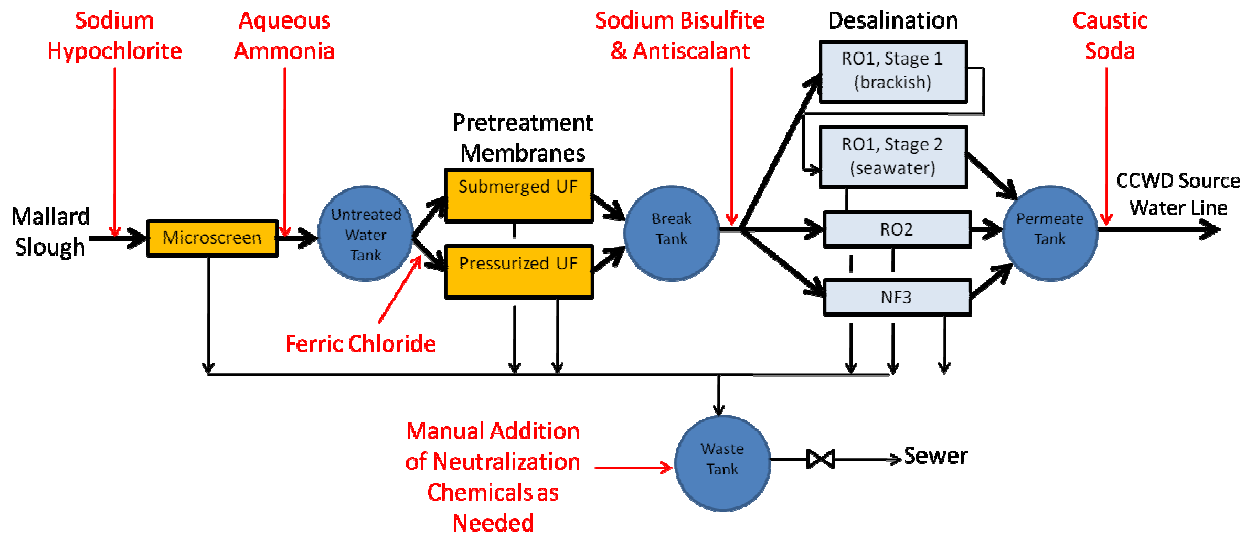 Sodium
Hypochlorite
Aqueous
Ammonia
Sodium Bisulfite
& Antiscalant
Desalination
Caustic
Soda
RO1, Stage 1
(brackish)
Pretreatment
Membranes
RO1, Stage 2
(seawater)
Submerged UF
CCWD Source
Water Line
Mallard
Slough
Microscreen
Untreated
Water
Tank
Break
Tank
RO2
Permeate
Tank
Pressurized UF
NF3
Ferric Chloride
Manual Addition
of Neutralization
Chemicals as
Needed
Waste
Tank
Sewer